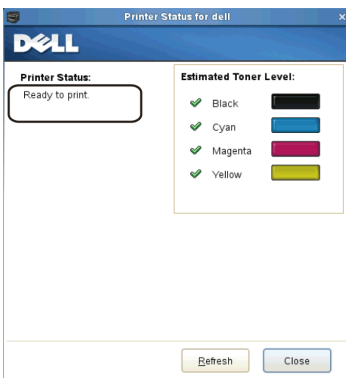 Printer Status for dell
DELL
Printer Status:
Ready to print.
Estimated Toner Level:
Black
Cyan
Magenta
Yellow
Refresh
Close